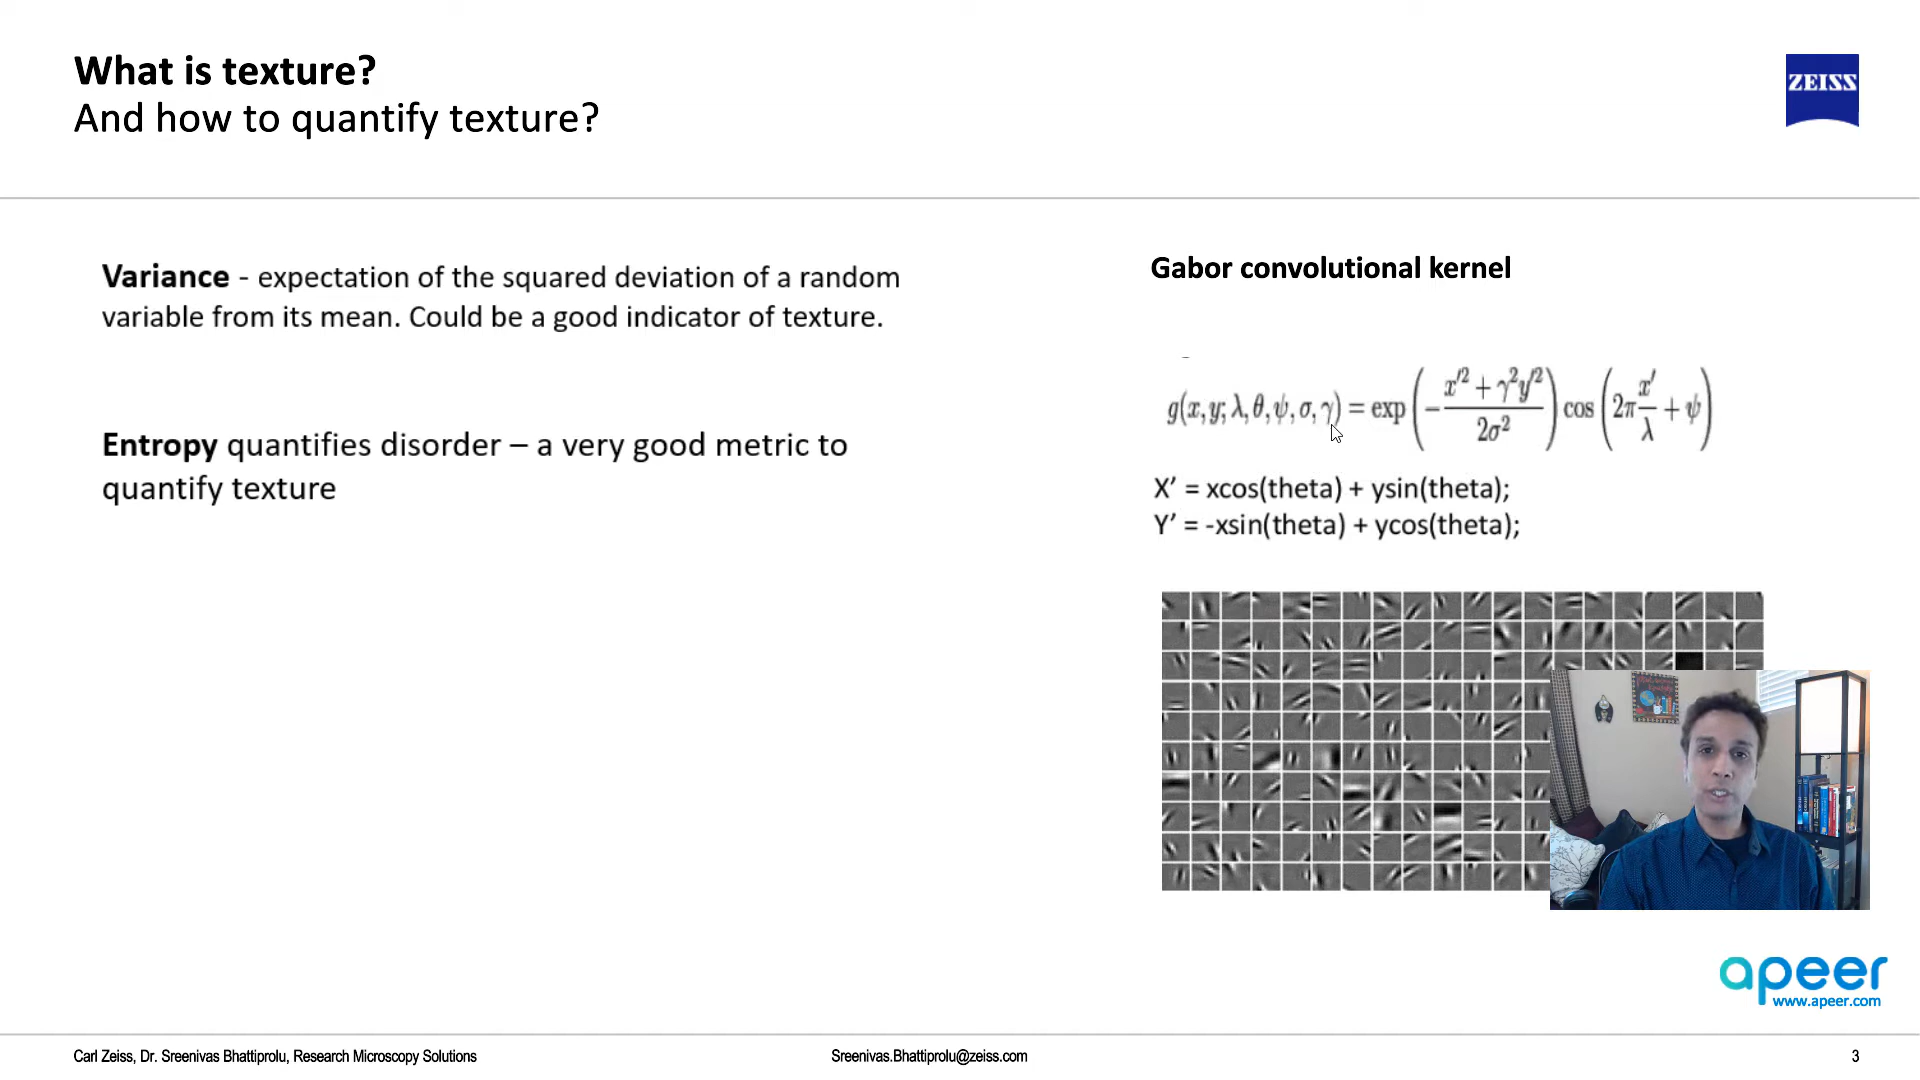 What is texture?
And how to quantify texture?
ZEISS
Variance - expectation of the squared deviation of a random
variable from its mean. Could be a good indicator of texture.
Entropy quantifies disorder – a very good metric to
quantify texture
Gabor convolutional kernel
g(x, y; λ, θ, ψ, σ, γ) = exp(−(x′² + γ²y′²)/(2σ²)) cos(2π x′/λ + ψ)
X’ = xcos(theta) + ysin(theta);
Y’ = -xsin(theta) + ycos(theta);
apeer
www.apeer.com
Carl Zeiss, Dr. Sreenivas Bhattiprolu, Research Microscopy Solutions
Sreenivas.Bhattiprolu@zeiss.com
3